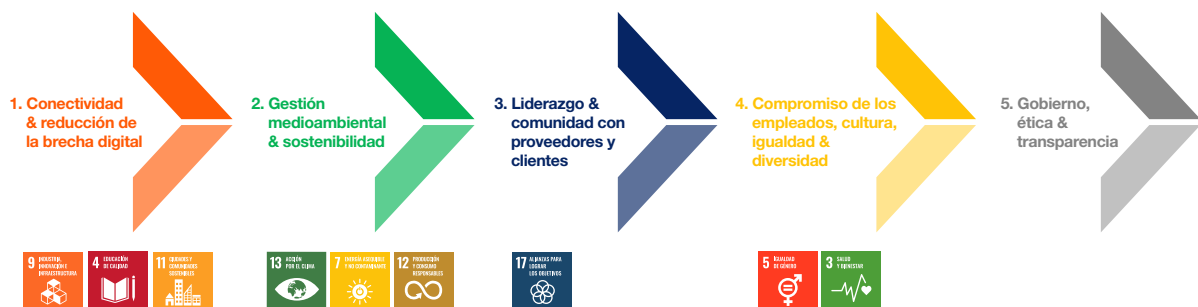 1. Conectividad
& reducción de
la brecha digital
2. Gestión
medioambiental
& sostenibilidad
3. Liderazgo &
comunidad con
proveedores y
clientes
4. Compromiso de los
empleados, cultura,
igualdad &
diversidad
5. Gobierno,
ética &
transparencia
9 INDUSTRIA,
INNOVACIÓN E
INFRAESTRUCTURA
4 EDUCACIÓN
DE CALIDAD
11 CIUDADES Y
COMUNIDADES
SOSTENIBLES
13 ACCIÓN
POR EL CLIMA
7 ENERGÍA ASEQUIBLE
Y NO CONTAMINANTE
12 PRODUCCIÓN
Y CONSUMO
RESPONSABLES
17 ALIANZAS PARA
LOGRAR
LOS OBJETIVOS
5 IGUALDAD
DE GÉNERO
3 SALUD
Y BIENESTAR